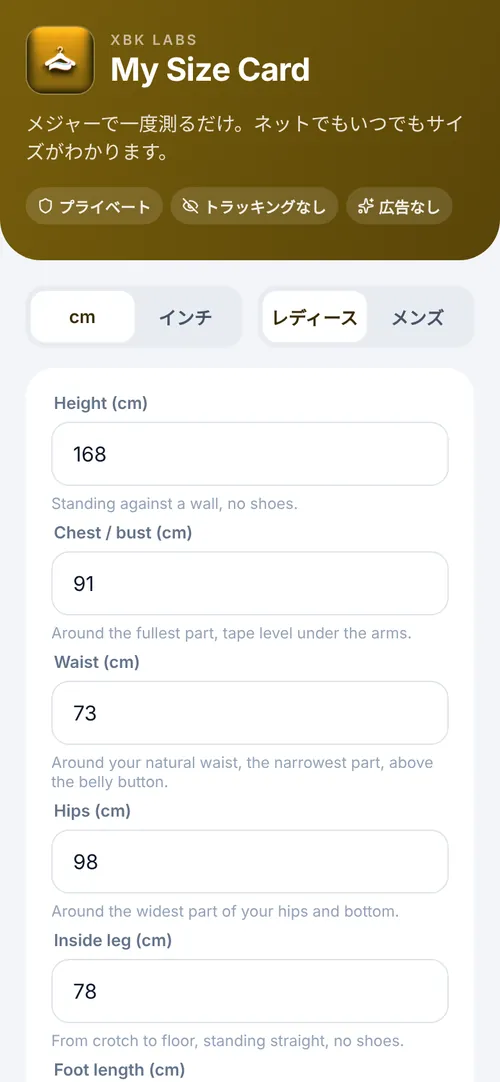 XBK LABS
My Size Card
メジャーで一度測るだけ。ネットでもいつでもサイ
ズがわかります。
プライベート
トラッキングなし
広告なし
cm
インチ
レディース
メンズ
Height (cm)
168
Standing against a wall, no shoes.
Chest / bust (cm)
91
Around the fullest part, tape level under the arms.
Waist (cm)
73
Around your natural waist, the narrowest part, above
the belly button.
Hips (cm)
98
Around the widest part of your hips and bottom.
Inside leg (cm)
78
From crotch to floor, standing straight, no shoes.
Foot length (cm)